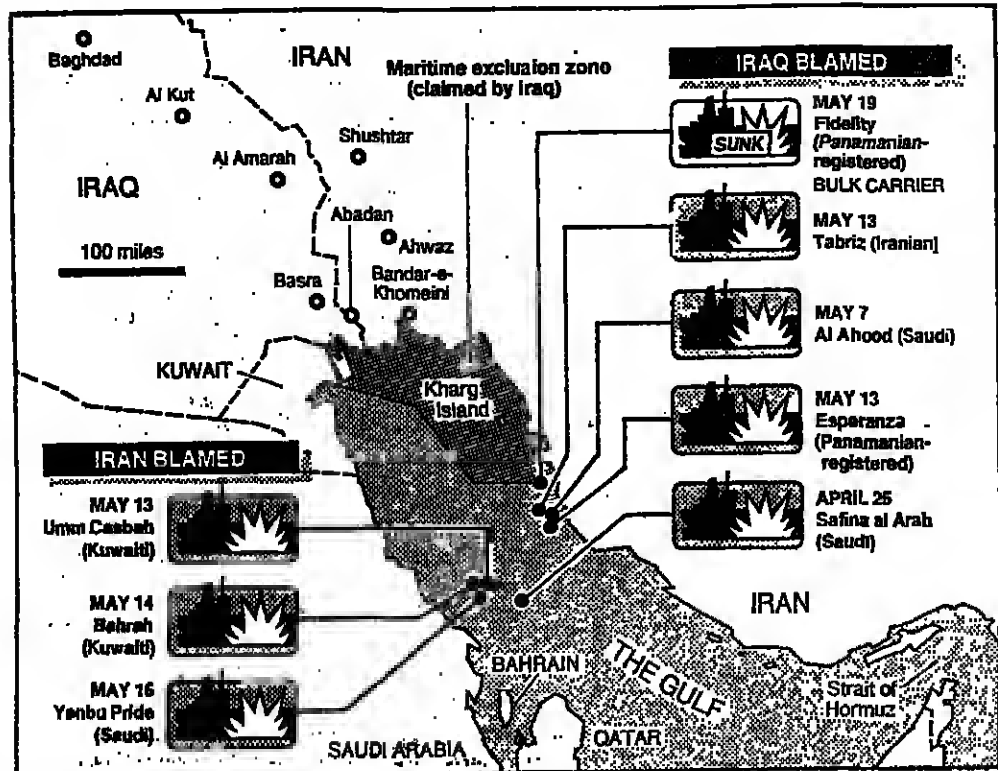 Baghdad
IRAN
Al Kut
Shushtar
Al Amarah
IRAQ
Abadan
Ahwaz
100 miles
Basra
Bandar-e-
Khomeini
Maritime exclusion zone
(claimed by Iraq)
KUWAIT
Kharg
Island
IRAQ BLAMED
SUNK
MAY 19
Fidelity
(Panamanian-
registered)
BULK CARRIER
MAY 13
Tabriz (Iranian)
MAY 7
Al Ahood (Saudi)
MAY 13
Esperanza
(Panamanian-
registered)
APRIL 25
Safina al Arab
(Saudi)
IRAN BLAMED
MAY 13
Umm Casbah
(Kuwaiti)
MAY 14
Bahrah
(Kuwaiti)
MAY 16
Yanbu Pride
(Saudi)
IRAN
BAHRAIN
THE GULF
Strait of
Hormuz
SAUDI ARABIA
QATAR